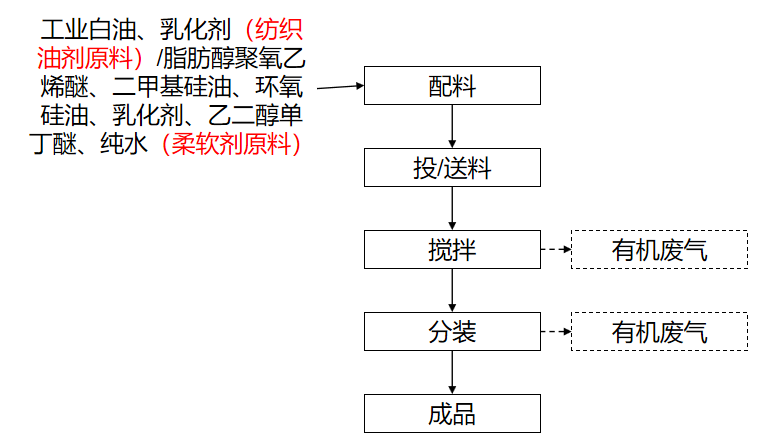 工业白油、乳化剂（纺织
油剂原料）/脂肪醇聚氧乙
烯醚、二甲基硅油、环氧
硅油、乳化剂、乙二醇单
丁醚、纯水（柔软剂原料）
配料
投/送料
搅拌
有机废气
分装
有机废气
成品